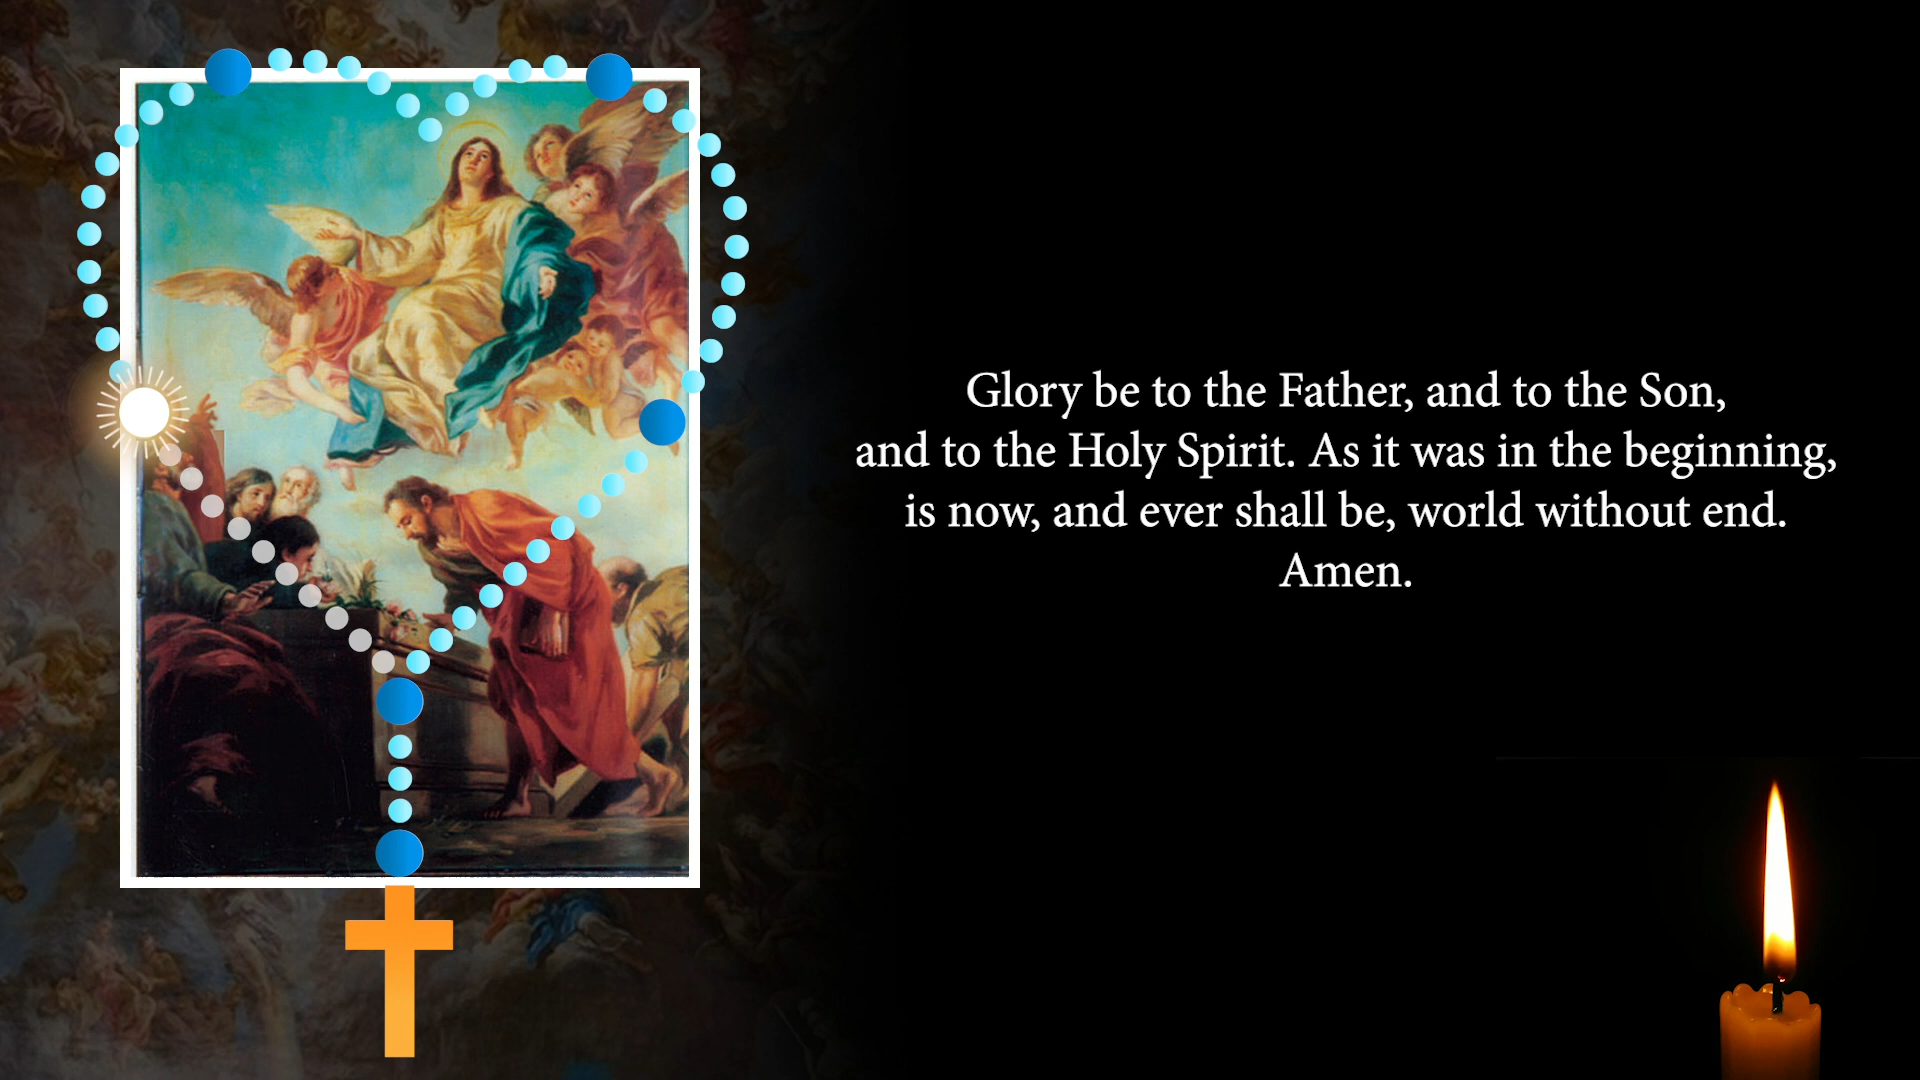 Glory be to the Father, and to the Son,
and to the Holy Spirit. As it was in the beginning,
is now, and ever shall be, world without end.
Amen.